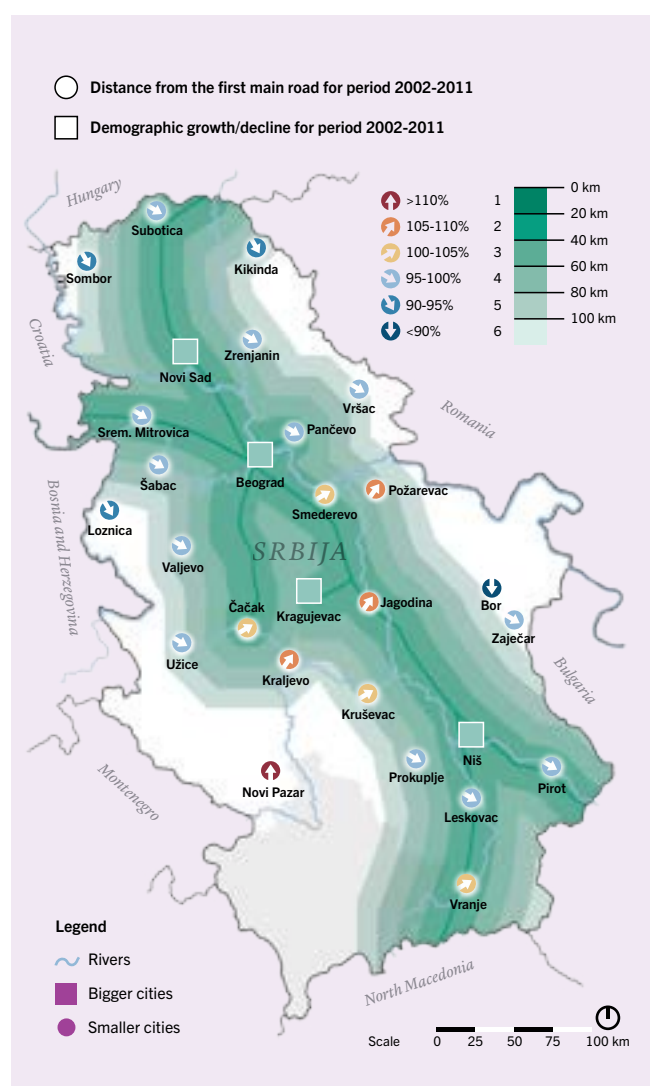 Distance from the first main road for period 2002-2011
Demographic growth/decline for period 2002-2011
>110% 1
105-110% 2
100-105% 3
95-100% 4
90-95% 5
<90% 6
0 km
20 km
40 km
60 km
80 km
100 km
Hungary
Subotica
Sombor
Kikinda
Croatia
Zrenjanin
Novi Sad
Vršac
Romania
Srem. Mitrovica
Pančevo
Beograd
Šabac
Požarevac
Smederevo
Bosnia and Herzegovina
Loznica
SRBIJA
Valjevo
Čačak
Kragujevac
Jagodina
Bor
Zaječar
Užice
Kraljevo
Bulgaria
Kruševac
Niš
Montenegro
Novi Pazar
Prokuplje
Pirot
Leskovac
Vranje
North Macedonia
Legend
Rivers
Bigger cities
Smaller cities
Scale 0 25 50 75 100 km